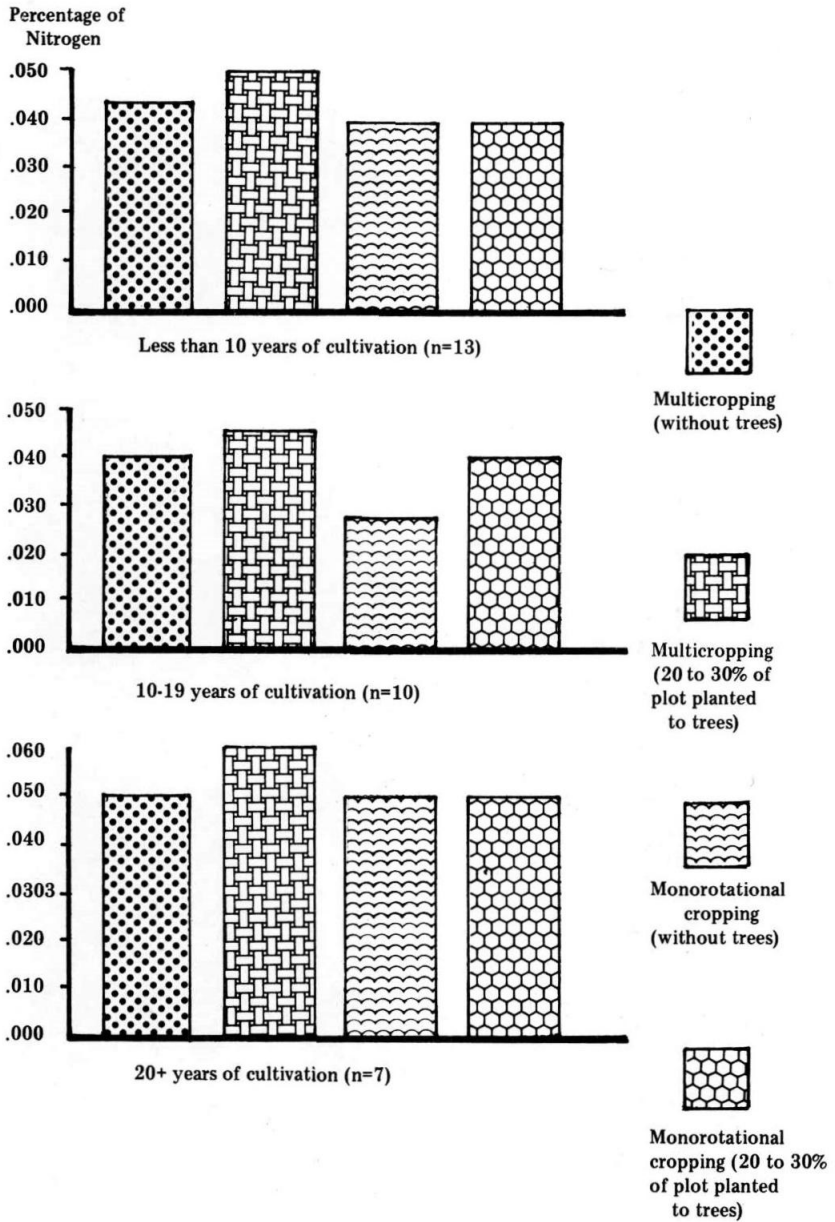 Percentage of
Nitrogen
.050
.040
.030
.020
.010
.000
Less than 10 years of cultivation (n=13)
.050
.040
.030
.020
.010
.000
10-19 years of cultivation (n=10)
.060
.050
.040
.0303
.020
.010
.000
20+ years of cultivation (n=7)
Multicropping
(without trees)
Multicropping
(20 to 30% of
plot planted
to trees)
Monorotational
cropping
(without trees)
Monorotational
cropping (20 to 30%
of plot planted
to trees)